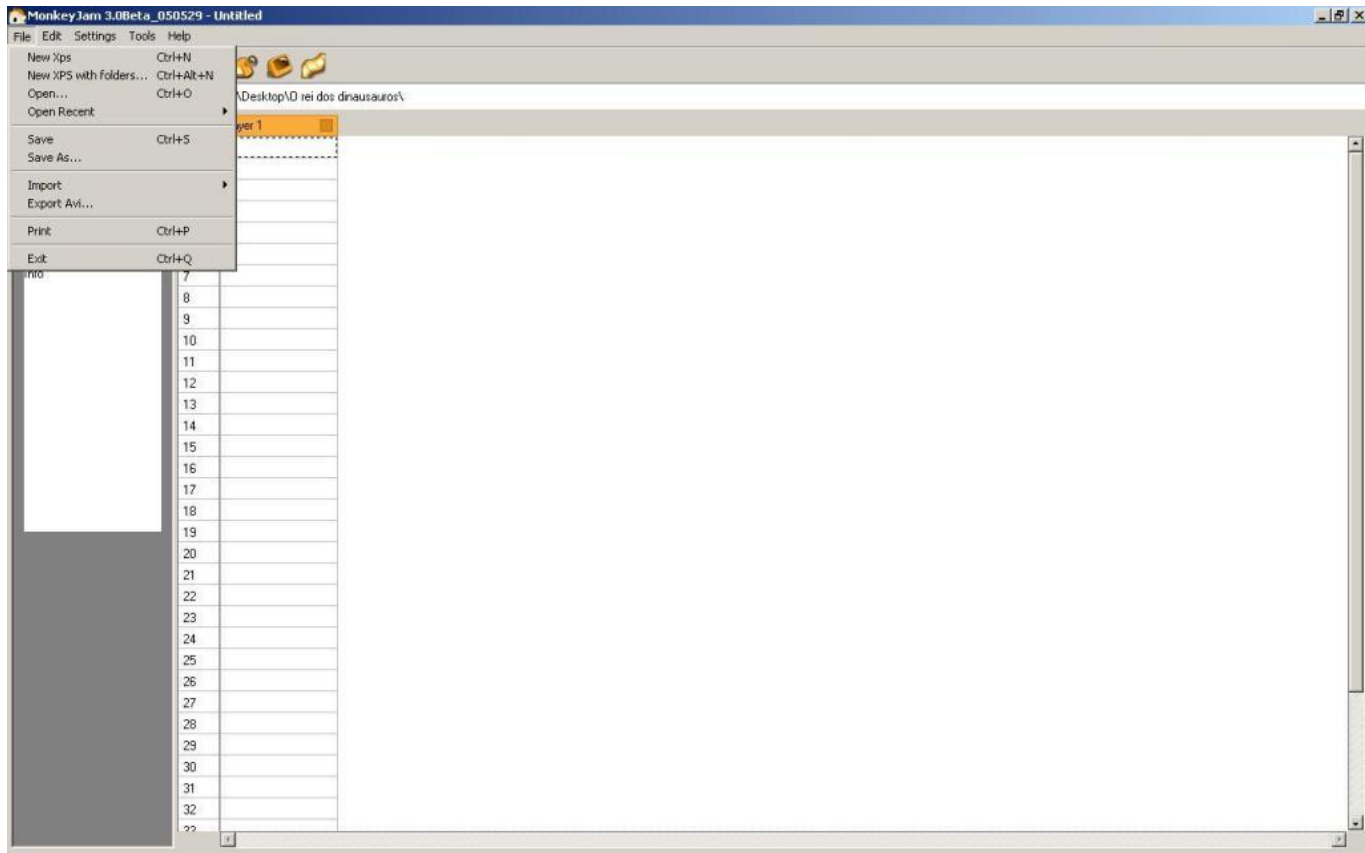 MonkeyJam 3.0Beta_050529 - Untitled
File Edit Settings Tools Help
New Xps Ctrl+N
New XPS with folders... Ctrl+Alt+N
Open... Ctrl+O
Open Recent
Save Ctrl+S
Save As...
Import
Export Avi...
Print Ctrl+P
Exit Ctrl+Q
\Desktop\O rei dos dinausauros\
ayer 1
Info
7
8
9
10
11
12
13
14
15
16
17
18
19
20
21
22
23
24
25
26
27
28
29
30
31
32
33